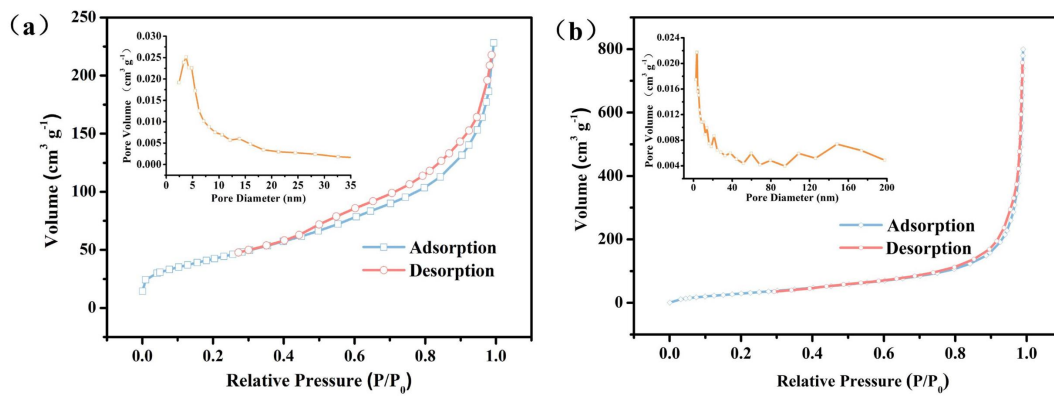 (a)
250
200
150
100
50
0
Volume (cm³ g⁻¹)
0.0 0.2 0.4 0.6 0.8 1.0
Relative Pressure (P/P₀)
Adsorption
Desorption
0.030
0.025
0.020
0.015
0.010
0.005
0.000
Pore Volume (cm³ g⁻¹)
0 5 10 15 20 25 30 35
Pore Diameter (nm)
(b)
800
600
400
200
0
Volume (cm³ g⁻¹)
0.0 0.2 0.4 0.6 0.8 1.0
Relative Pressure (P/P₀)
Adsorption
Desorption
0.024
0.020
0.016
0.012
0.008
0.004
Pore Volume (cm³ g⁻¹)
0 40 80 120 160 200
Pore Diameter (nm)